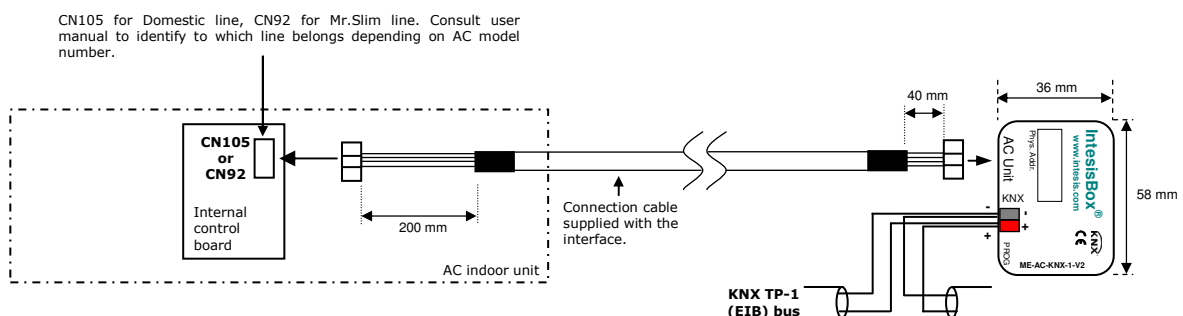 CN105 for Domestic line, CN92 for Mr.Slim line. Consult user
manual to identify to which line belongs depending on AC model
number.
36 mm
40 mm
CN105
or
CN92
Internal
control
board
200 mm
AC indoor unit
Connection cable
supplied with the
interface.
IntesisBox®
www.intesis.com
Phys. Addr.
AC Unit
KNX
-
-
+
+
PROG
CE
KNX
ME-AC-KNX-1-V2
58 mm
KNX TP-1
(EIB) bus